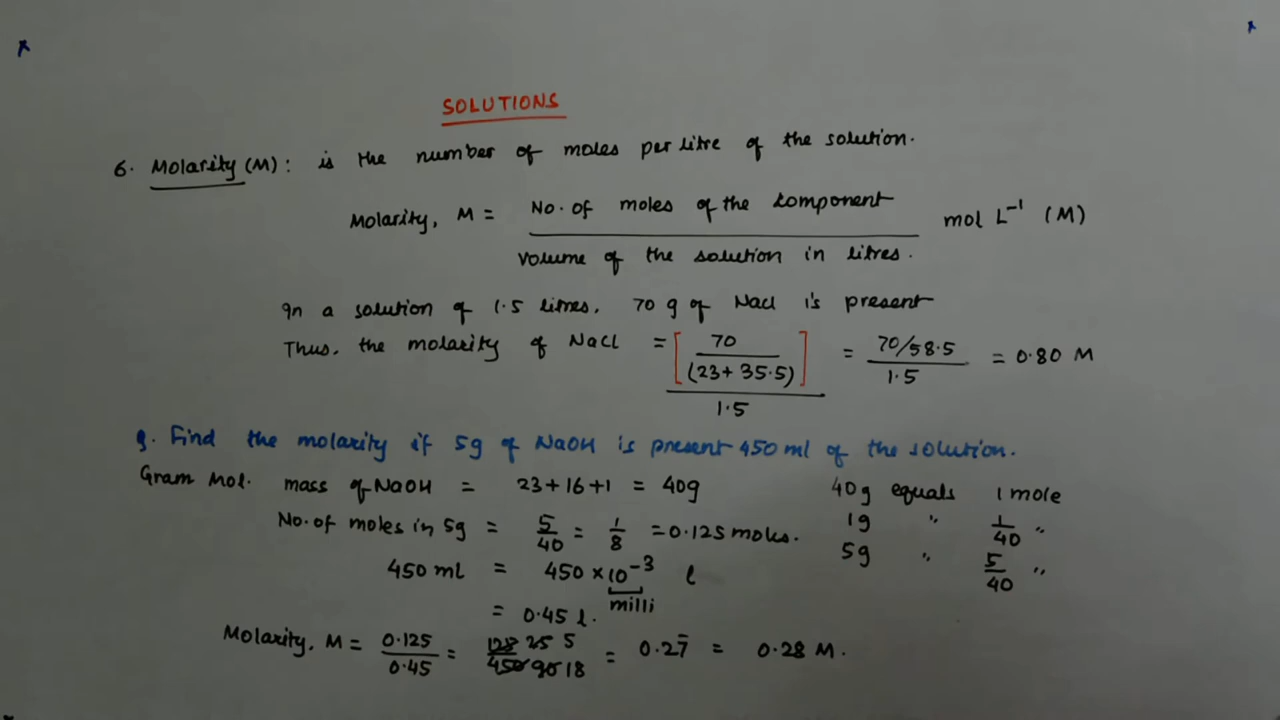 SOLUTIONS
6. Molarity (M): is the number of moles per litre of the solution.
Molarity, M = No. of moles of the component / volume of the solution in litres. mol L⁻¹ (M)
In a solution of 1.5 litres, 70 g of NaCl is present
Thus, the molarity of NaCl = [70 / (23+35.5)] / 1.5 = 70/58.5 / 1.5 = 0.80 M
Q. Find the molarity if 5g of NaOH is present 450 ml of the solution.
Gram Mol. mass of NaOH = 23+16+1 = 40g
40g equals 1 mole
No. of moles in 5g = 5/40 = 1/8 = 0.125 moles.
1g " 1/40 "
5g " 5/40 "
450 ml = 450 × 10⁻³ l
milli
= 0.45 l.
Molarity, M = 0.125 / 0.45 = 125 25 5 / 450 90 18 = 0.27̄ = 0.28 M.